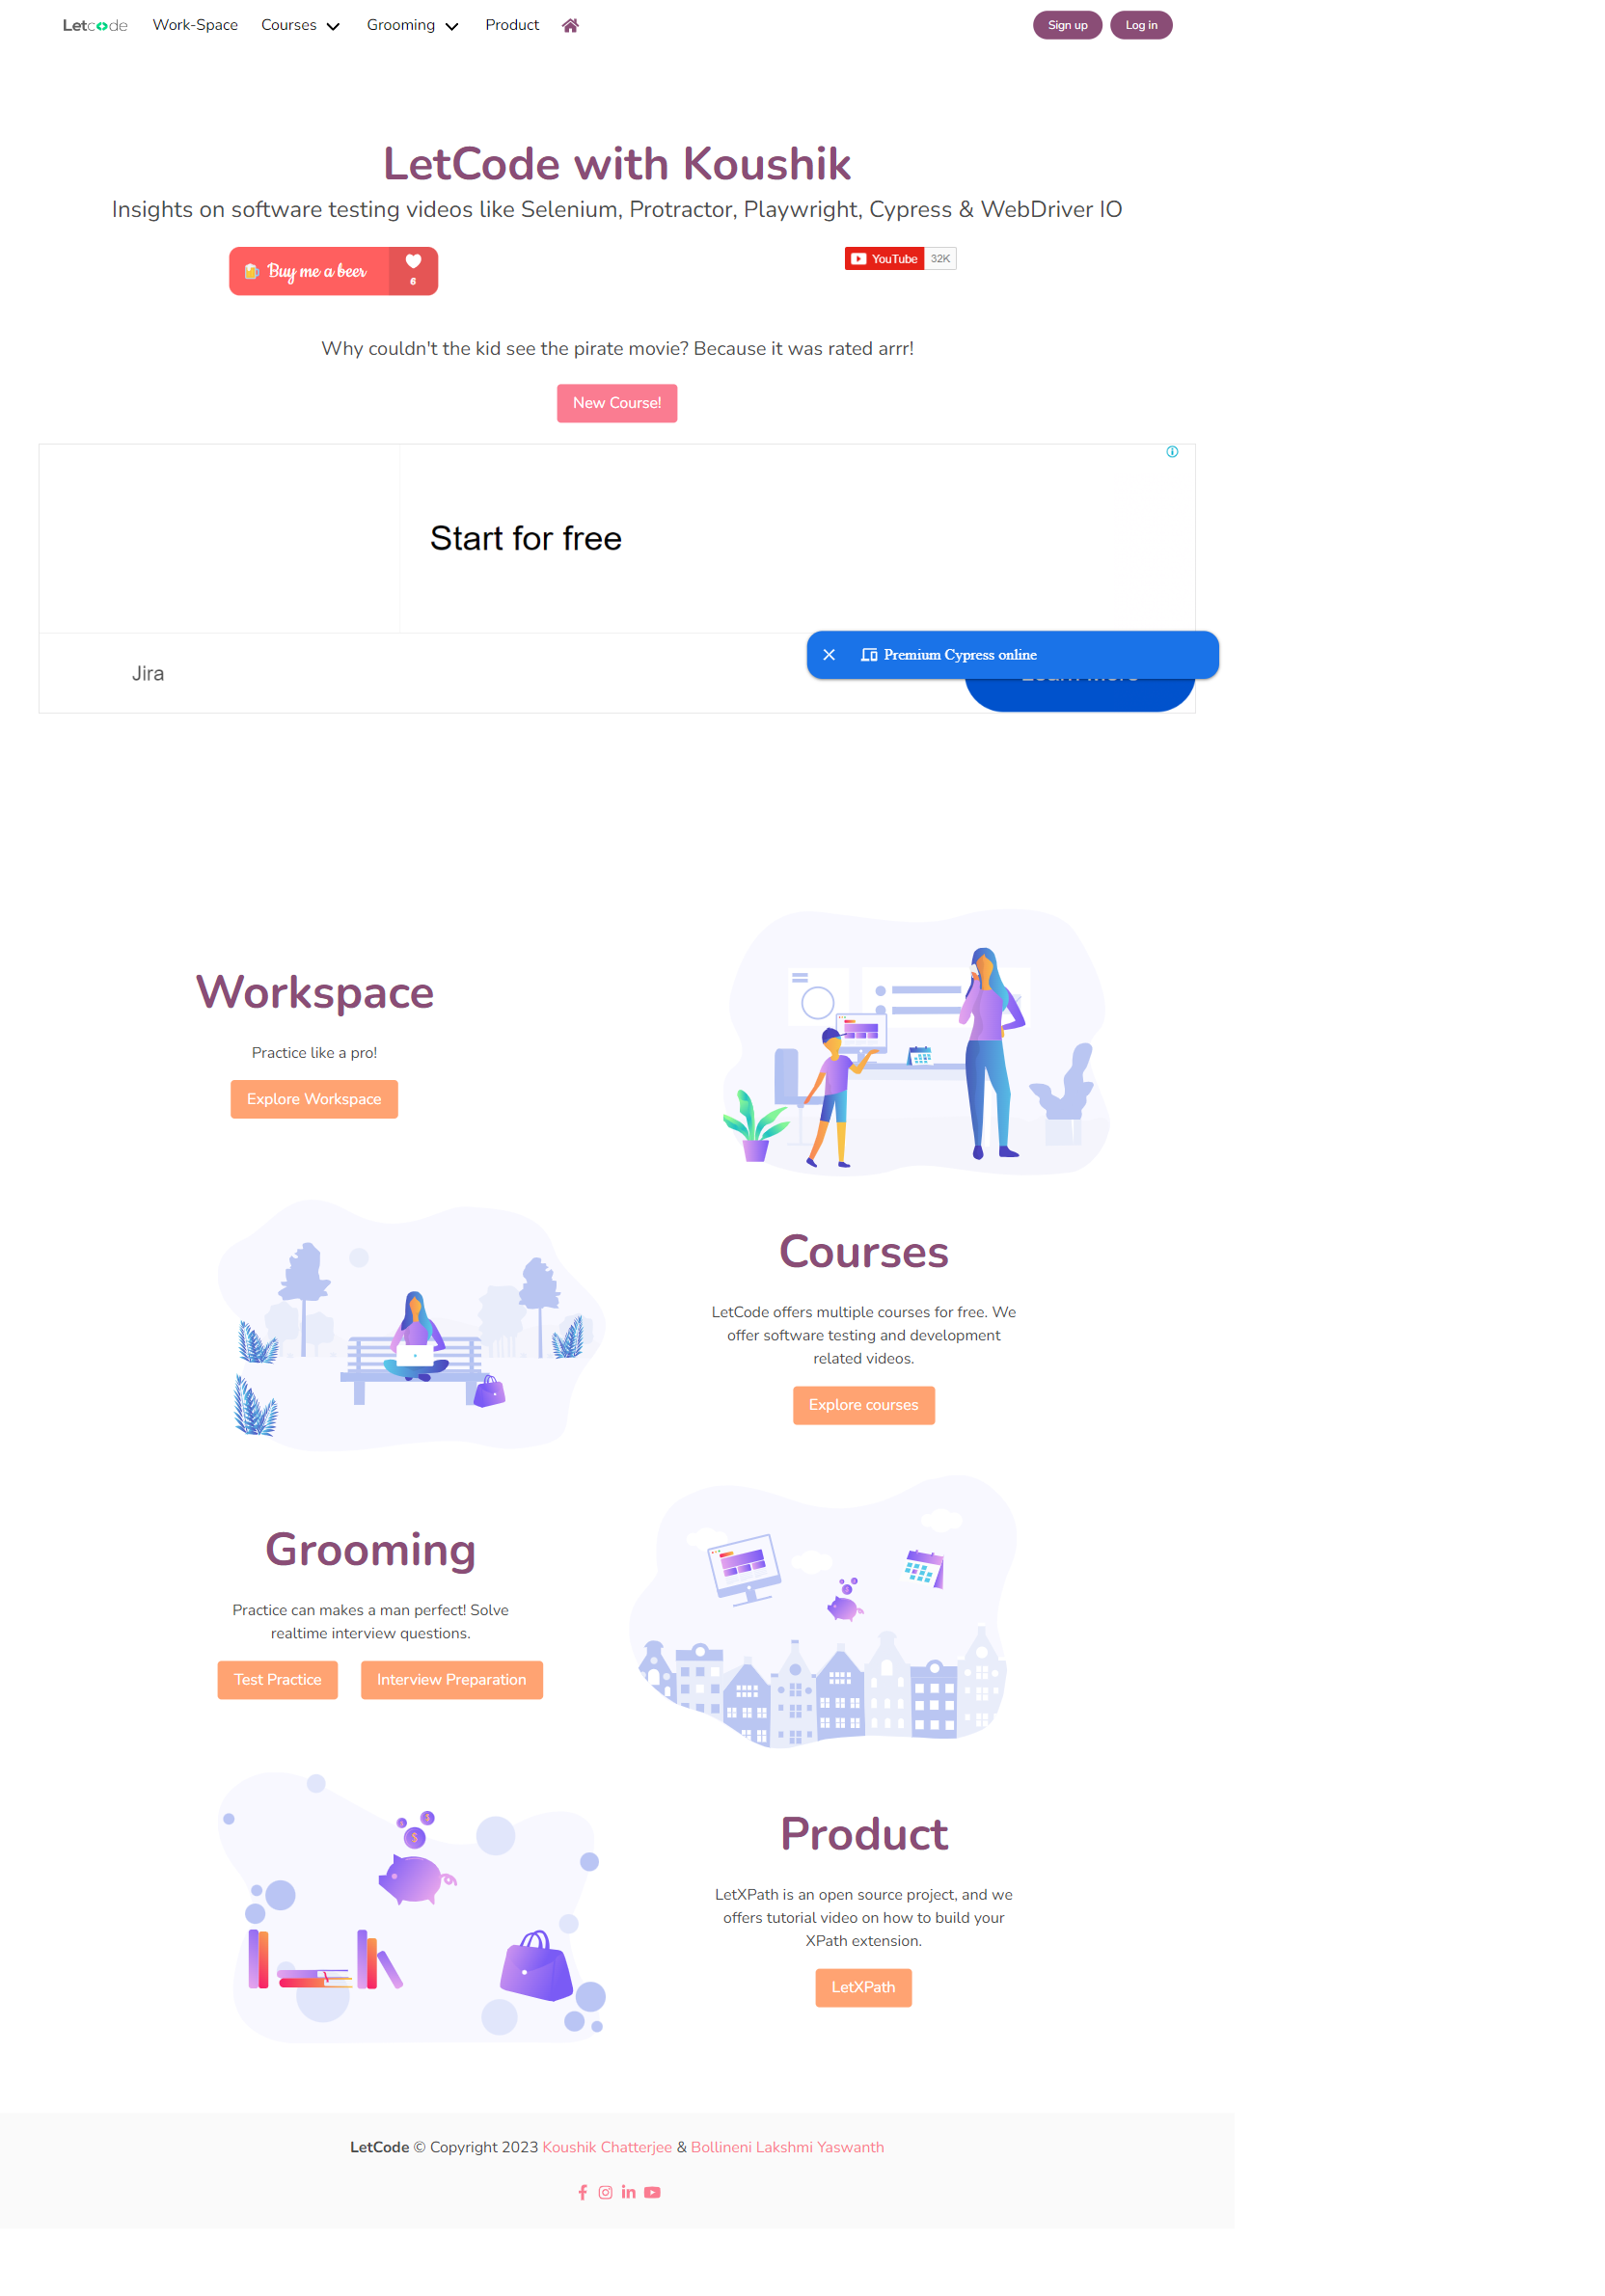 Letcode Work-Space Courses Grooming Product Sign up Log in
LetCode with Koushik
Insights on software testing videos like Selenium, Protractor, Playwright, Cypress & WebDriver IO
Buy me a beer 6 YouTube 32K
Why couldn't the kid see the pirate movie? Because it was rated arrr!
New Course!
Start for free
Premium Cypress online
Jira Learn More
Workspace
Practice like a pro!
Explore Workspace
Courses
LetCode offers multiple courses for free. We
offer software testing and development
related videos.
Explore courses
Grooming
Practice can makes a man perfect! Solve
realtime interview questions.
Test Practice Interview Preparation
Product
LetXPath is an open source project, and we
offers tutorial video on how to build your
XPath extension.
LetXPath
LetCode © Copyright 2023 Koushik Chatterjee & Bollineni Lakshmi Yaswanth